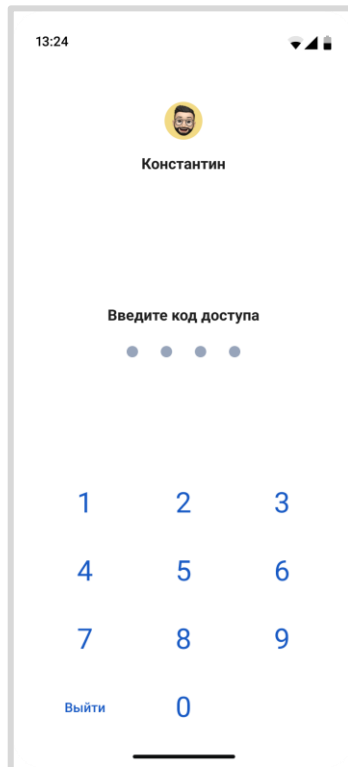 13:24
Константин
Введите код доступа
1 2 3
4 5 6
7 8 9
Выйти 0